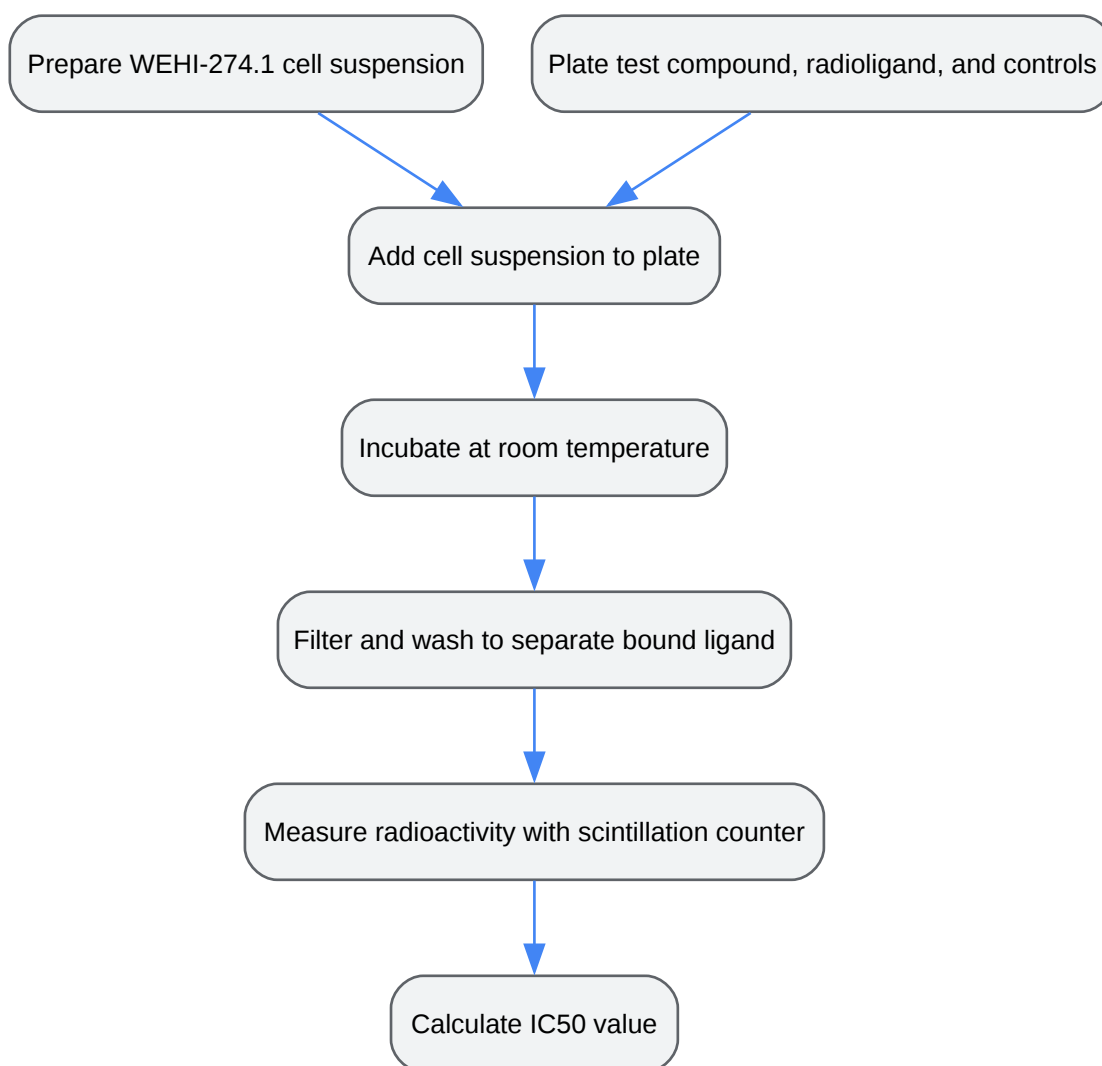 Prepare WEHI-274.1 cell suspension
Plate test compound, radioligand, and controls
Add cell suspension to plate
Incubate at room temperature
Filter and wash to separate bound ligand
Measure radioactivity with scintillation counter
Calculate IC50 value